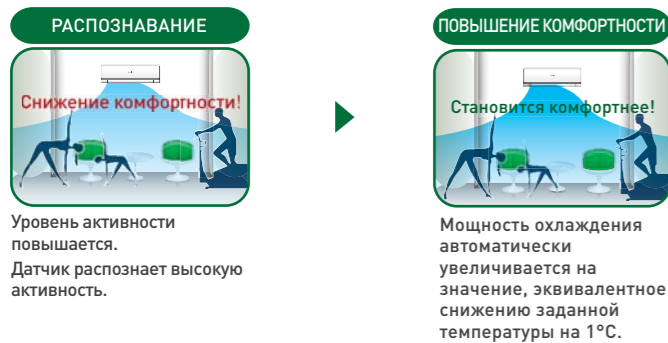 РАСПОЗНАВАНИЕ
Снижение комфоргности!
Уровень активности
повышается.
Датчик распознает высокую
активность.
ПОВЫШЕНИЕ КОМФОРТНОСТИ
Становится комфортнее!
Мощность охлаждения
автоматически
увеличивается на
значение, эквивалентное
снижению заданной
температуры на 1°C.